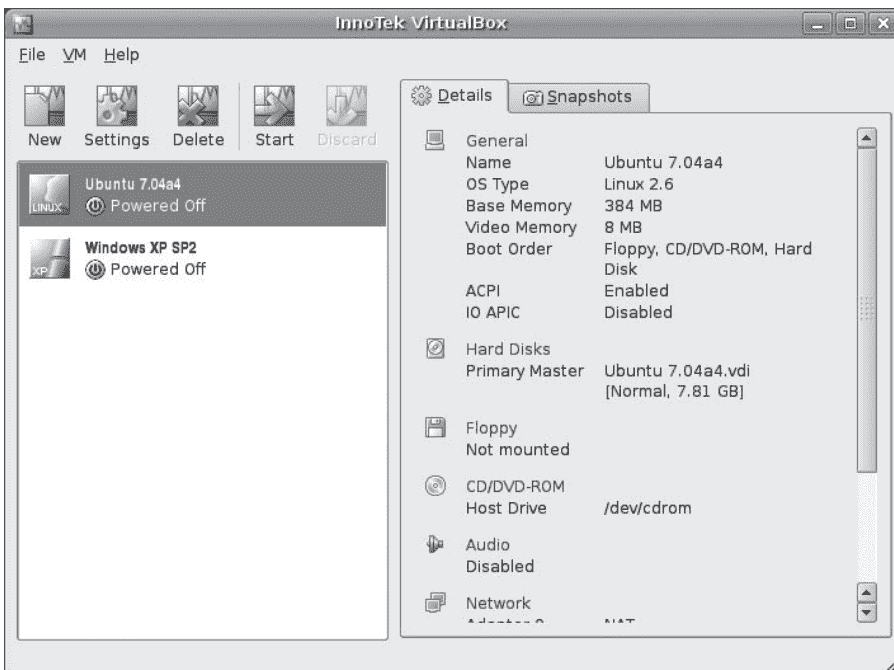 InnoTek VirtualBox
File VM Help
New Settings Delete Start Discard
Details Snapshots
LINUX Ubuntu 7.04a4
Powered Off
XP Windows XP SP2
Powered Off
General
Name Ubuntu 7.04a4
OS Type Linux 2.6
Base Memory 384 MB
Video Memory 8 MB
Boot Order Floppy, CD/DVD-ROM, Hard
Disk
ACPI Enabled
IO APIC Disabled
Hard Disks
Primary Master Ubuntu 7.04a4.vdi
[Normal, 7.81 GB]
Floppy
Not mounted
CD/DVD-ROM
Host Drive /dev/cdrom
Audio
Disabled
Network
Adapter 0 NAT